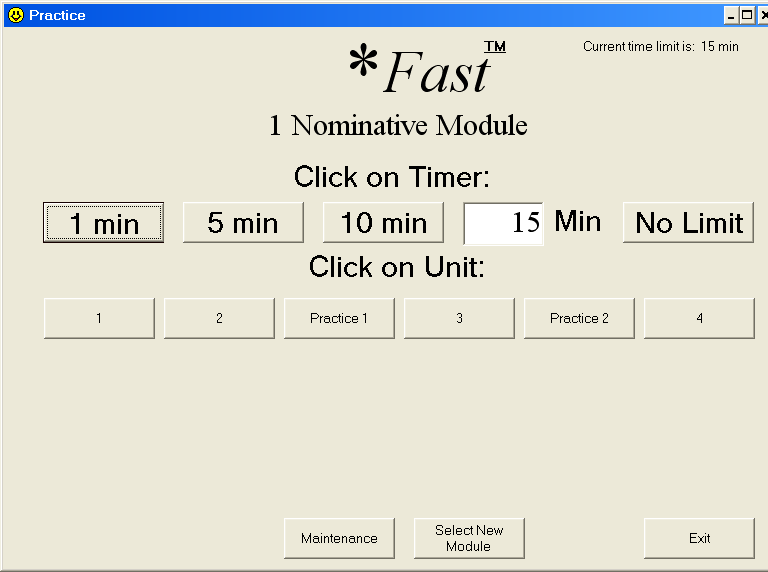 Practice
Current time limit is: 15 min
*Fast™
1 Nominative Module
Click on Timer:
1 min 5 min 10 min 15 Min No Limit
Click on Unit:
1 2 Practice 1 3 Practice 2 4
Maintenance Select New Module Exit